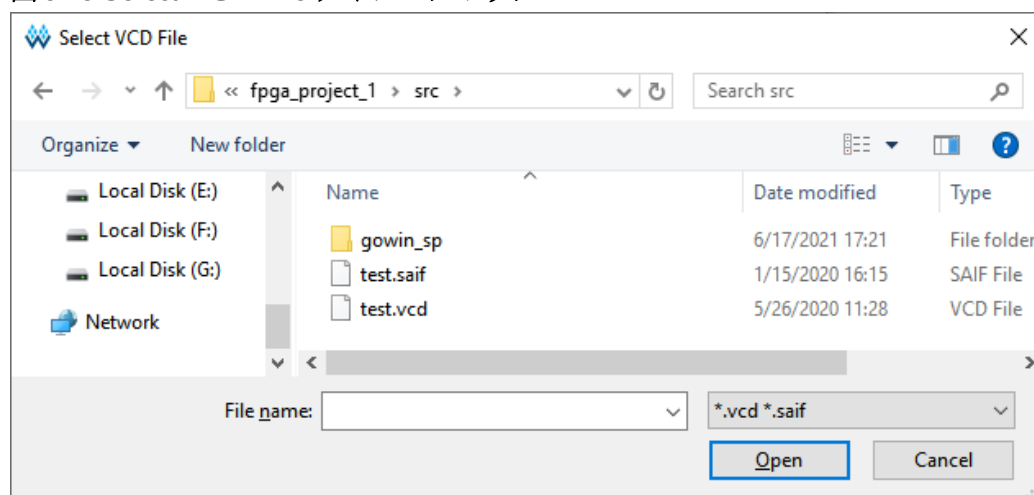 Select VCD File
« fpga_project_1 › src ›
Search src
Organize
New folder
Local Disk (E:)
Local Disk (F:)
Local Disk (G:)
Network
Name Date modified Type
gowin_sp 6/17/2021 17:21 File folder
test.saif 1/15/2020 16:15 SAIF File
test.vcd 5/26/2020 11:28 VCD File
File name:
*.vcd *.saif
Open
Cancel